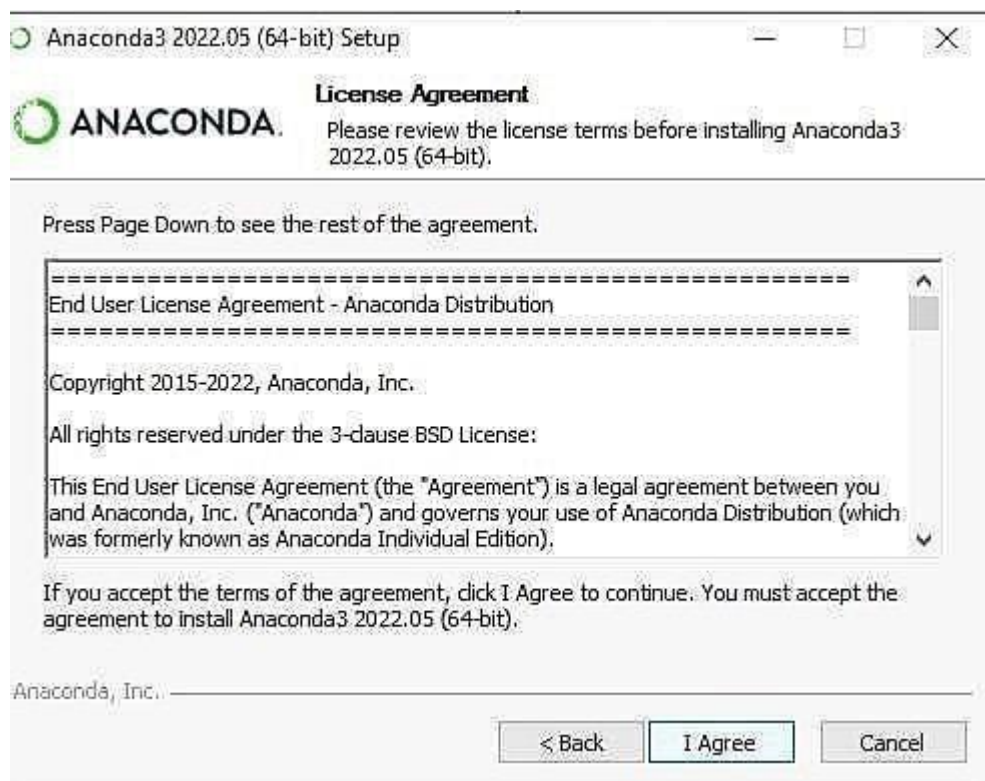 Anaconda3 2022.05 (64-bit) Setup
ANACONDA.
License Agreement
Please review the license terms before installing Anaconda3
2022.05 (64-bit).
Press Page Down to see the rest of the agreement.
==================================================
End User License Agreement - Anaconda Distribution
==================================================
Copyright 2015-2022, Anaconda, Inc.
All rights reserved under the 3-clause BSD License:
This End User License Agreement (the "Agreement") is a legal agreement between you
and Anaconda, Inc. ("Anaconda") and governs your use of Anaconda Distribution (which
was formerly known as Anaconda Individual Edition).
If you accept the terms of the agreement, click I Agree to continue. You must accept the
agreement to install Anaconda3 2022.05 (64-bit).
Anaconda, Inc.
< Back I Agree Cancel